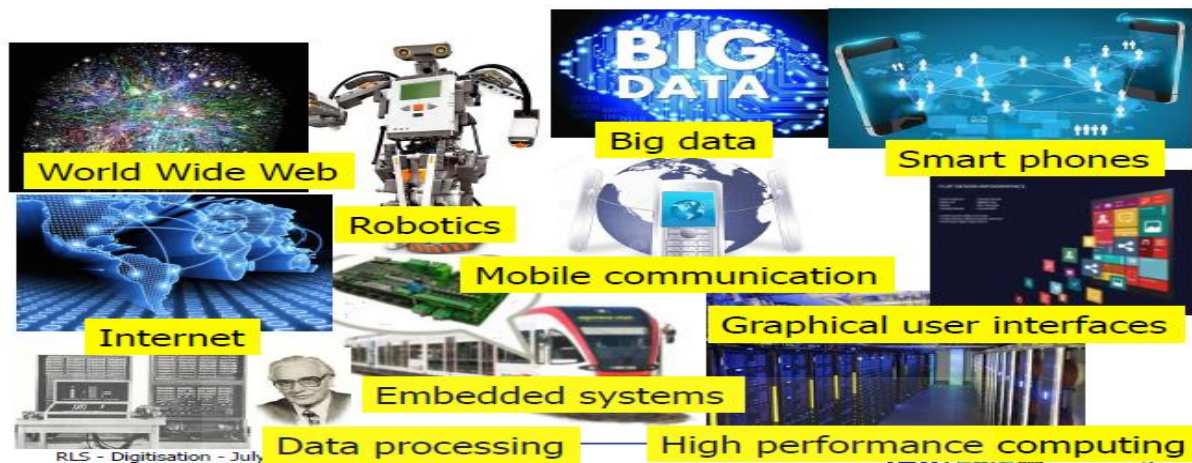 BIG
DATA
Big data
World Wide Web
Smart phones
Robotics
Mobile communication
Internet
Graphical user interfaces
Embedded systems
Data processing
High performance computing
RLS - Digitisation - July